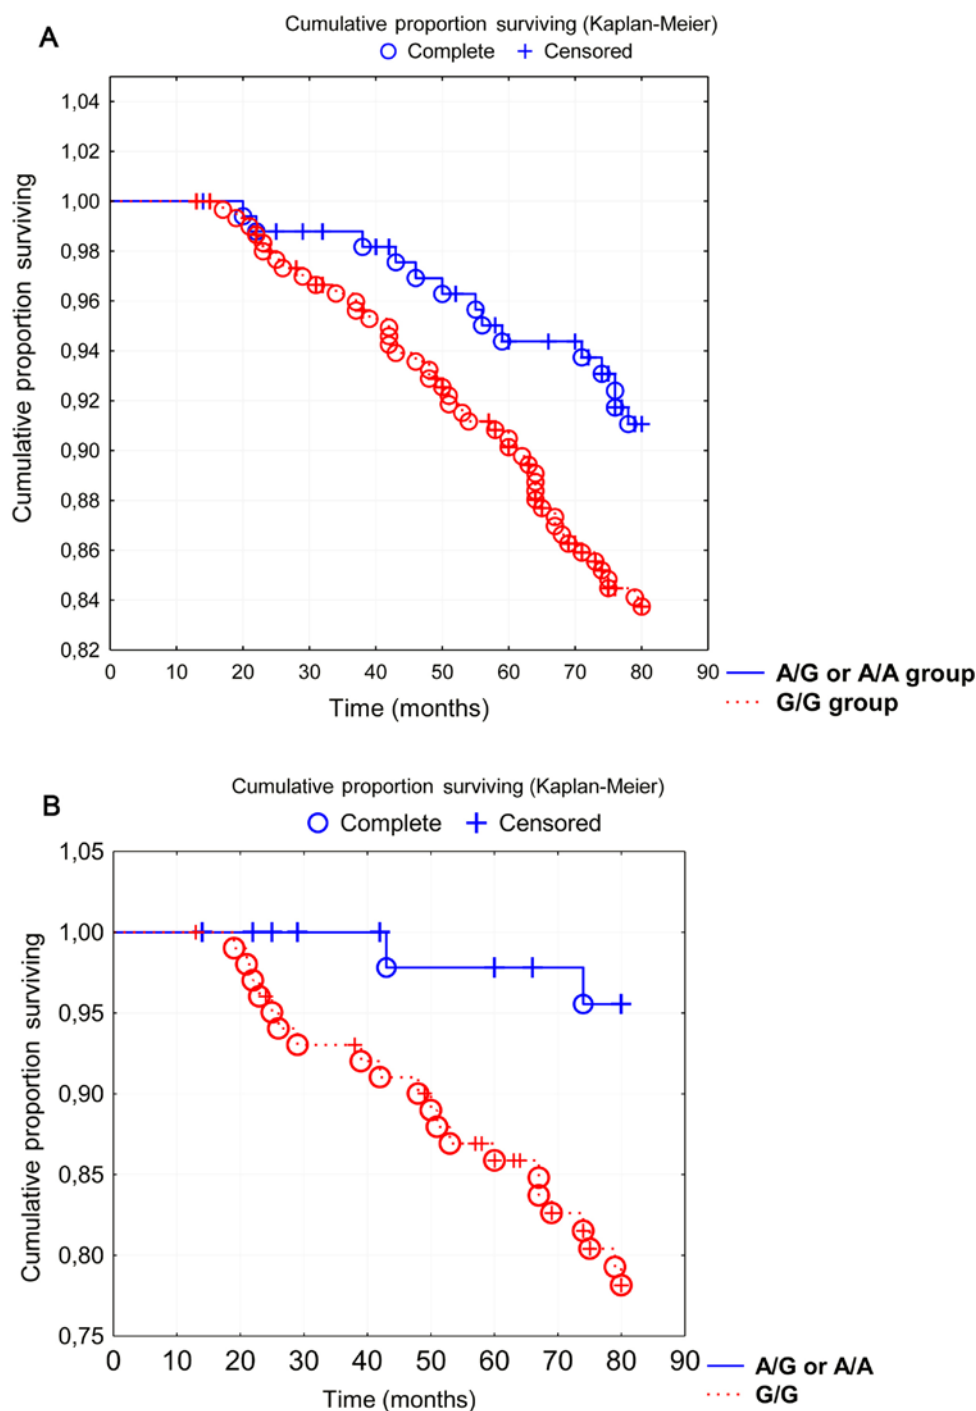 A
Cumulative proportion surviving (Kaplan-Meier)
Complete Censored
1,04
1,02
1,00
0,98
0,96
0,94
0,92
0,90
0,88
0,86
0,84
0,82
Cumulative proportion surviving
0 10 20 30 40 50 60 70 80 90
Time (months)
A/G or A/A group
G/G group
B
Cumulative proportion surviving (Kaplan-Meier)
Complete Censored
1,05
1,00
0,95
0,90
0,85
0,80
0,75
Cumulative proportion surviving
0 10 20 30 40 50 60 70 80 90
Time (months)
A/G or A/A
G/G